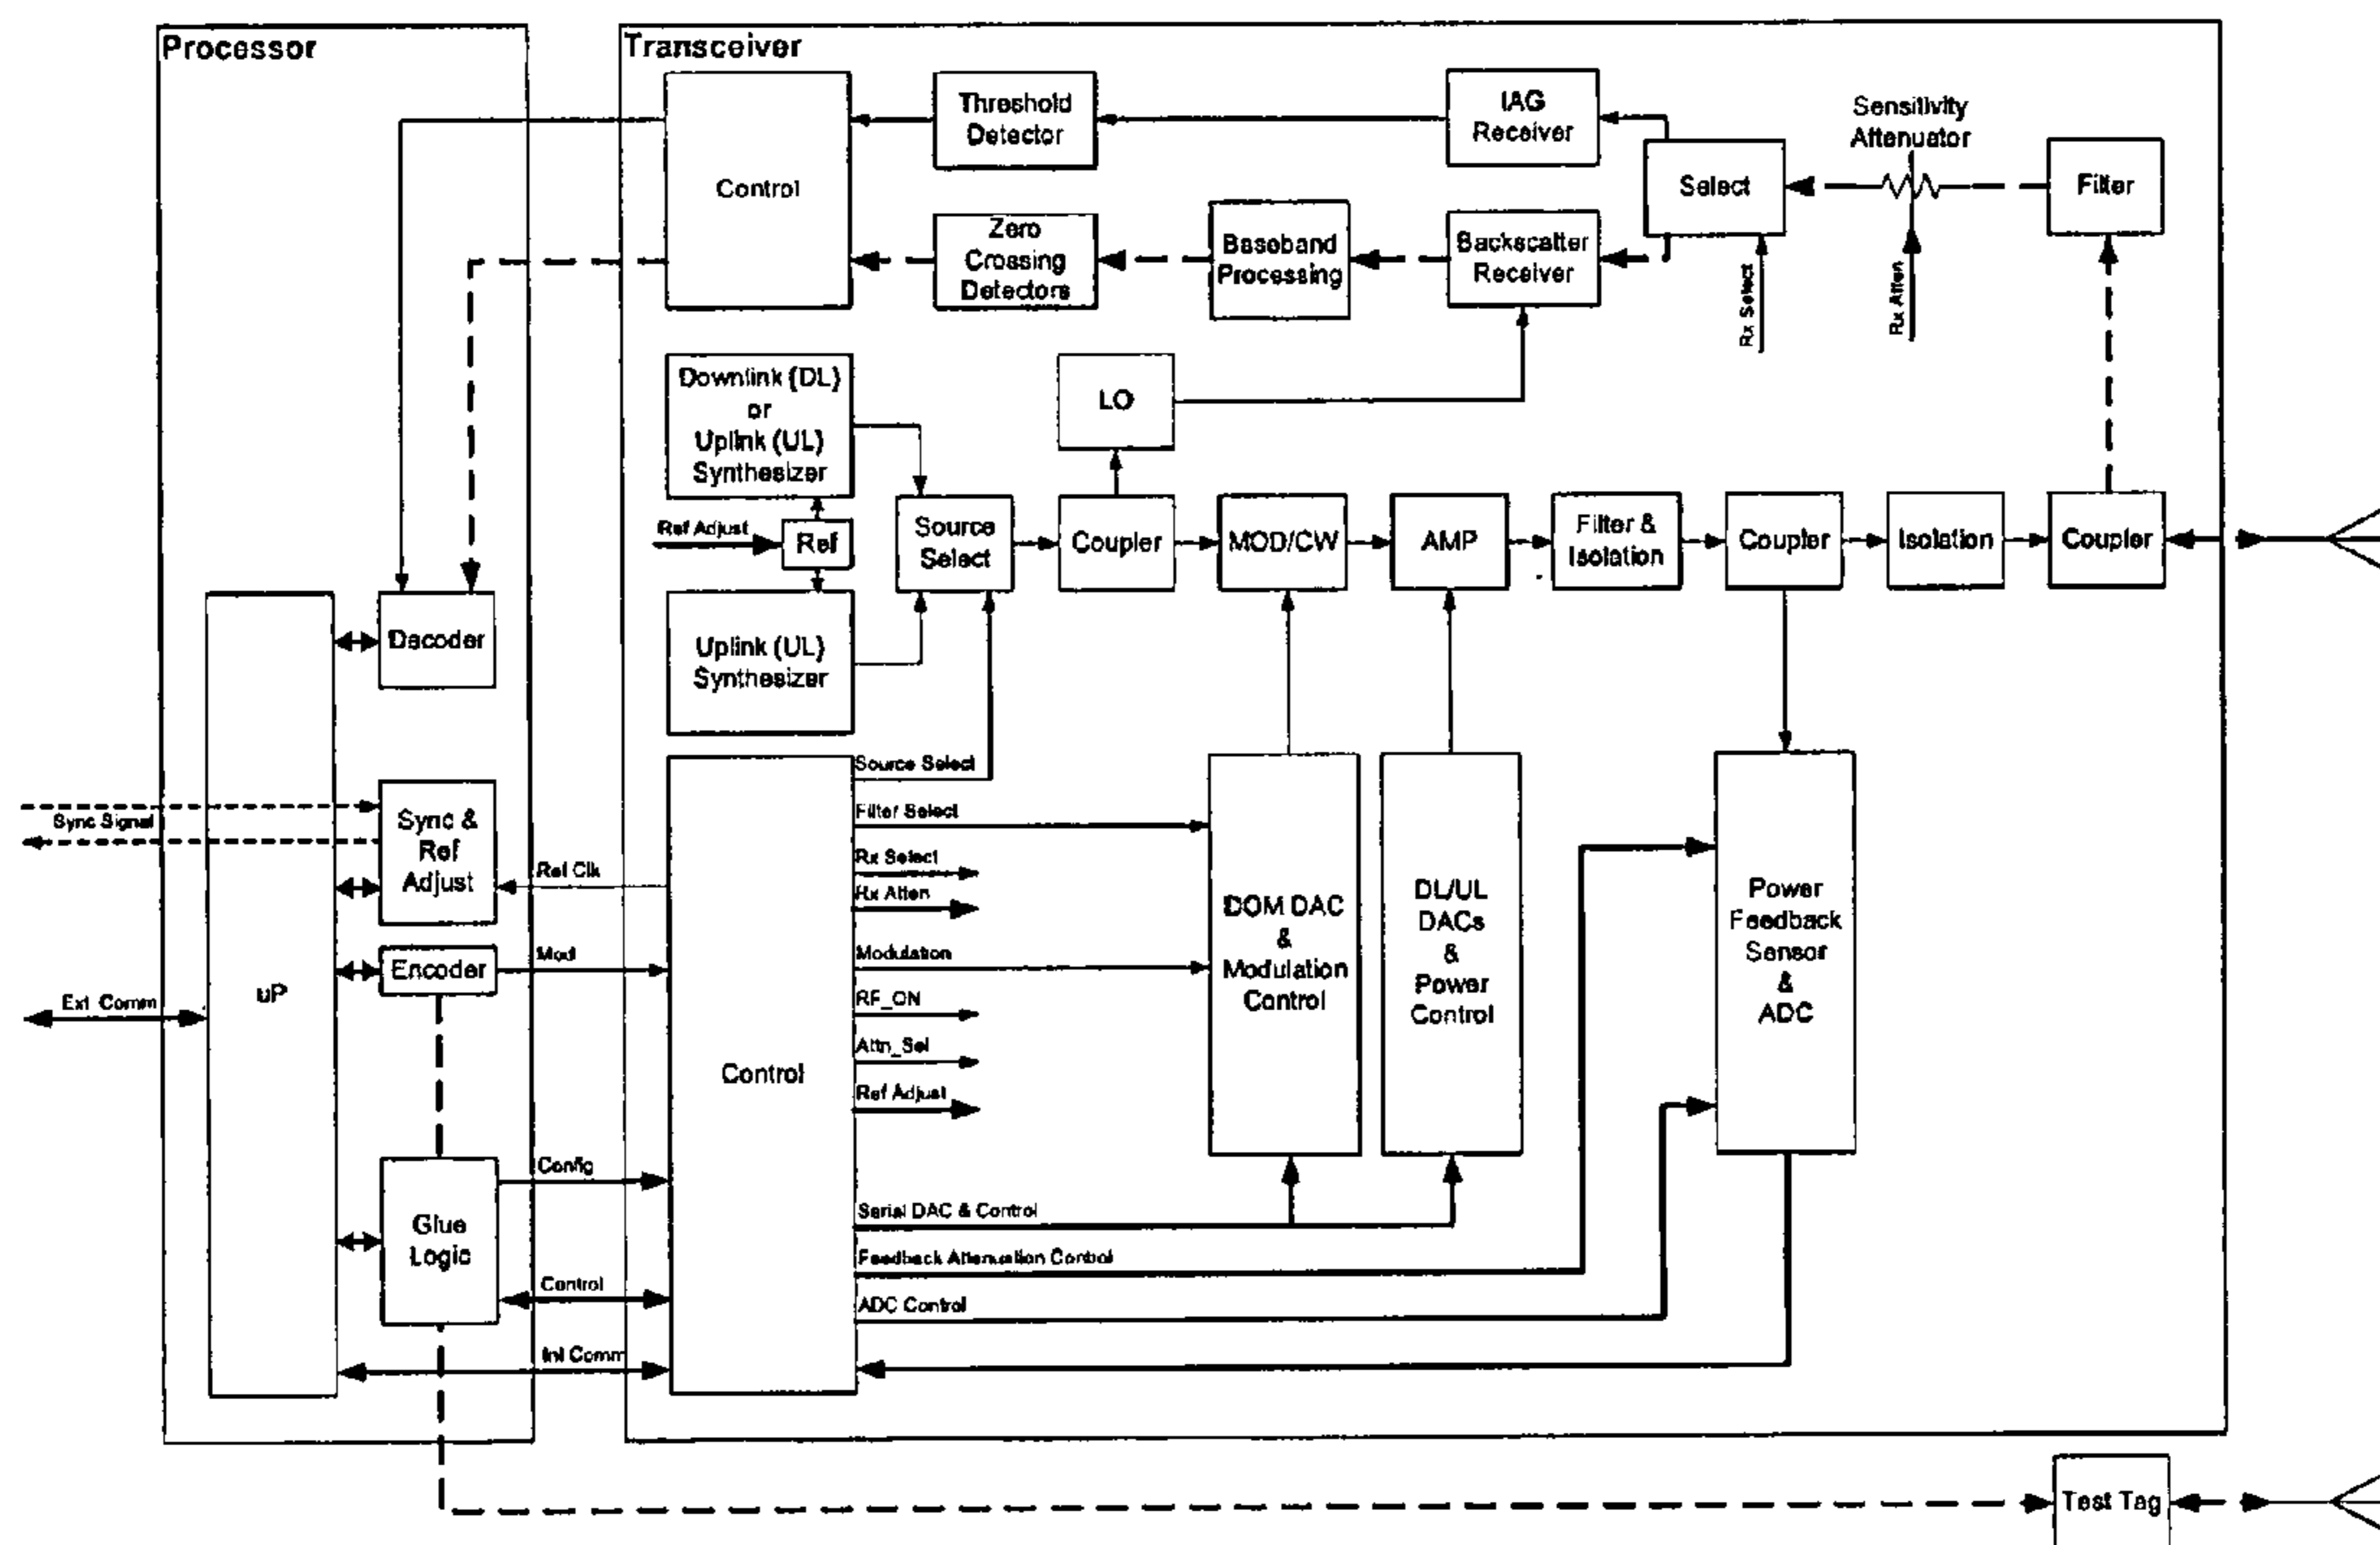 Processor
Transceiver
Control
Threshold
Detector
IAG
Receiver
Sensitivity
Attenuator
Select
Filter
Zero
Crossing
Detectors
Baseband
Processing
Backscatter
Receiver
Rx Select
Rx Atten
Downlink (DL)
or
Uplink (UL)
Synthesizer
LO
Ref Adjust
Ref
Source
Select
Coupler
MOD/CW
AMP
Filter &
Isolation
Coupler
Isolation
Coupler
Decoder
Uplink (UL)
Synthesizer
Source Select
Filter Select
Sync Signal
Sync &
Ref
Adjust
Ref Clk
Rx Select
Rx Atten
DOM DAC
&
Modulation
Control
DL/UL
DACs
&
Power
Control
Power
Feedback
Sensor
&
ADC
Encoder
Mod
Modulation
Ext Comm
uP
RF_ON
Attn_Sel
Control
Ref Adjust
Config
Glue
Logic
Serial DAC & Control
Feedback Attenuation Control
Control
ADC Control
Int Comm
Test Tag